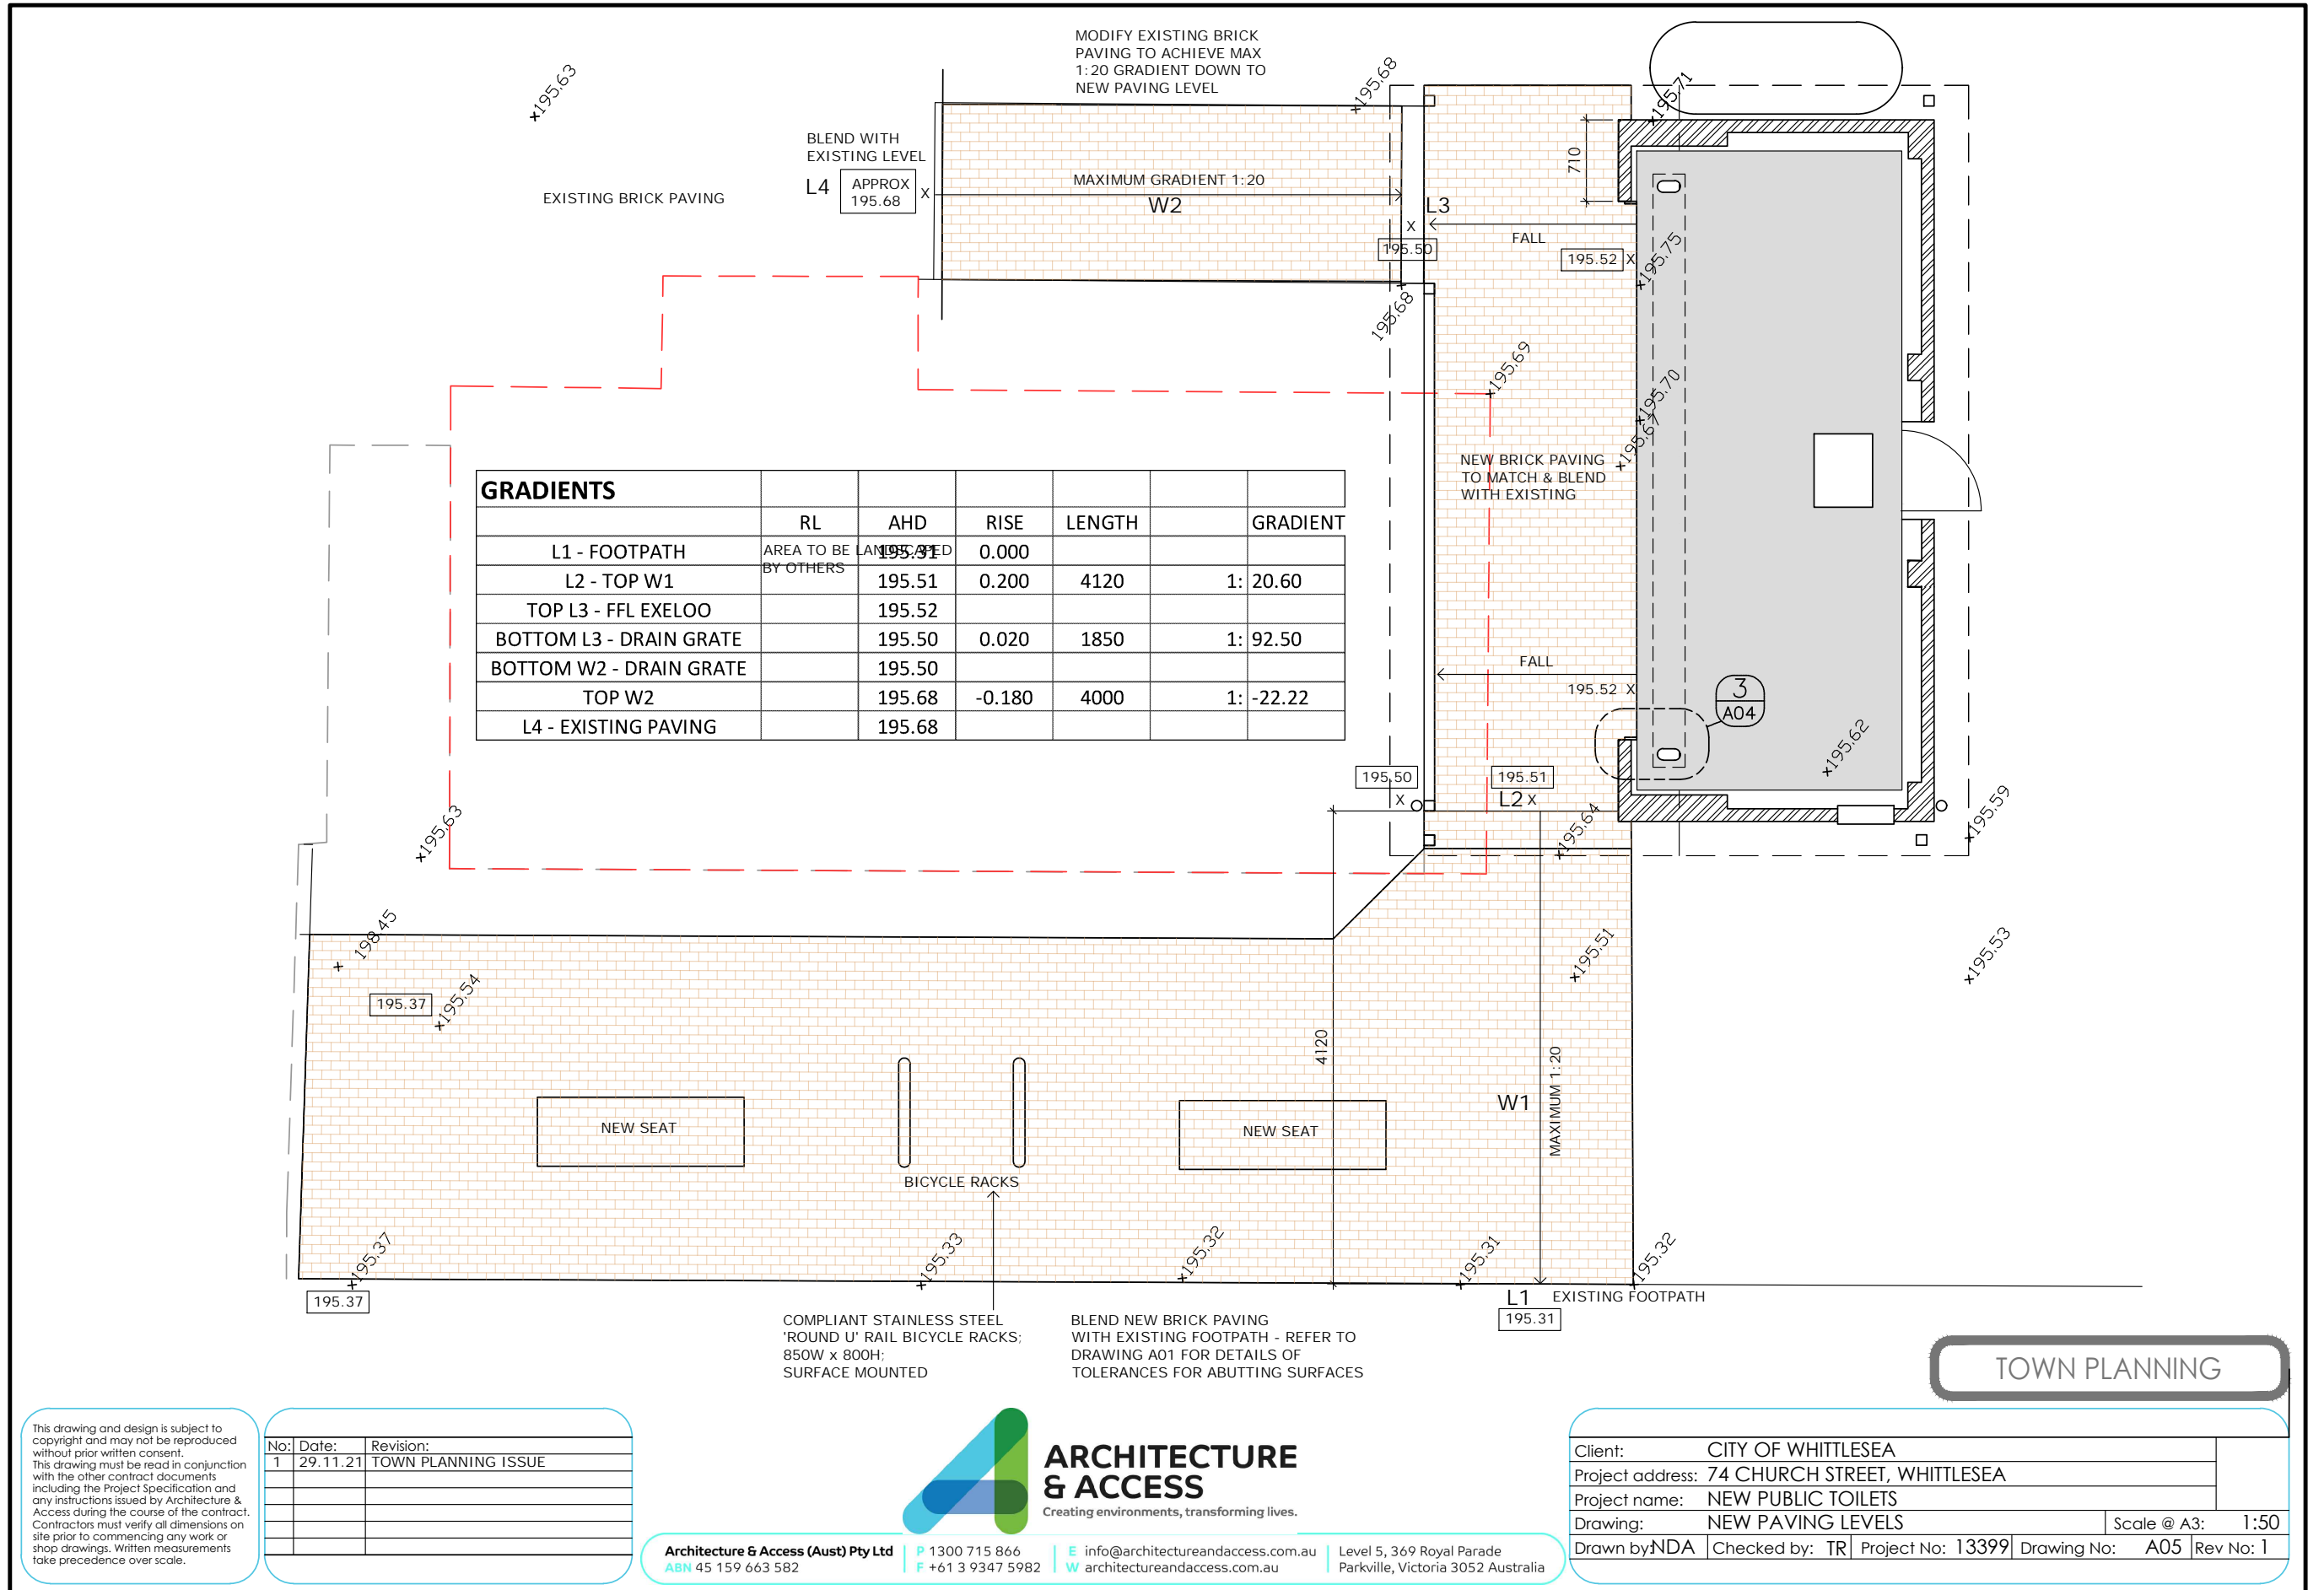 MODIFY EXISTING BRICK
PAVING TO ACHIEVE MAX
1:20 GRADIENT DOWN TO
NEW PAVING LEVEL
195.63
195.68
195.71
BLEND WITH
EXISTING LEVEL
L4
APPROX
195.68
X
EXISTING BRICK PAVING
MAXIMUM GRADIENT 1:20
W2
710
L3
X
195.50
FALL
195.52 X
195.75
195.68
195.69
195.70
195.67
NEW BRICK PAVING
TO MATCH & BLEND
WITH EXISTING
GRADIENTS
RL AHD RISE LENGTH GRADIENT
L1 - FOOTPATH 195.31 0.000
AREA TO BE LANDSCAPED
BY OTHERS
L2 - TOP W1 195.51 0.200 4120 1: 20.60
TOP L3 - FFL EXELOO 195.52
BOTTOM L3 - DRAIN GRATE 195.50 0.020 1850 1: 92.50
BOTTOM W2 - DRAIN GRATE 195.50
TOP W2 195.68 -0.180 4000 1: -22.22
L4 - EXISTING PAVING 195.68
FALL
195.52 X
3
A04
195.62
195.50
X
195.51
L2 X
195.63
195.64
195.59
198.45
195.37
195.54
195.51
195.53
4120
MAXIMUM 1:20
W1
NEW SEAT
NEW SEAT
BICYCLE RACKS
195.37
195.33
195.32
195.31
195.32
195.37
L1
EXISTING FOOTPATH
195.31
COMPLIANT STAINLESS STEEL
'ROUND U' RAIL BICYCLE RACKS;
850W x 800H;
SURFACE MOUNTED
BLEND NEW BRICK PAVING
WITH EXISTING FOOTPATH - REFER TO
DRAWING A01 FOR DETAILS OF
TOLERANCES FOR ABUTTING SURFACES
TOWN PLANNING
This drawing and design is subject to
copyright and may not be reproduced
without prior written consent.
This drawing must be read in conjunction
with the other contract documents
including the Project Specification and
any instructions issued by Architecture &
Access during the course of the contract.
Contractors must verify all dimensions on
site prior to commencing any work or
shop drawings. Written measurements
take precedence over scale.
No: Date: Revision:
1 29.11.21 TOWN PLANNING ISSUE
ARCHITECTURE
& ACCESS
Creating environments, transforming lives.
Architecture & Access (Aust) Pty Ltd
ABN 45 159 663 582
P 1300 715 866
F +61 3 9347 5982
E info@architectureandaccess.com.au
W architectureandaccess.com.au
Level 5, 369 Royal Parade
Parkville, Victoria 3052 Australia
Client: CITY OF WHITTLESEA
Project address: 74 CHURCH STREET, WHITTLESEA
Project name: NEW PUBLIC TOILETS
Drawing: NEW PAVING LEVELS Scale @ A3: 1:50
Drawn by: NDA Checked by: TR Project No: 13399 Drawing No: A05 Rev No: 1